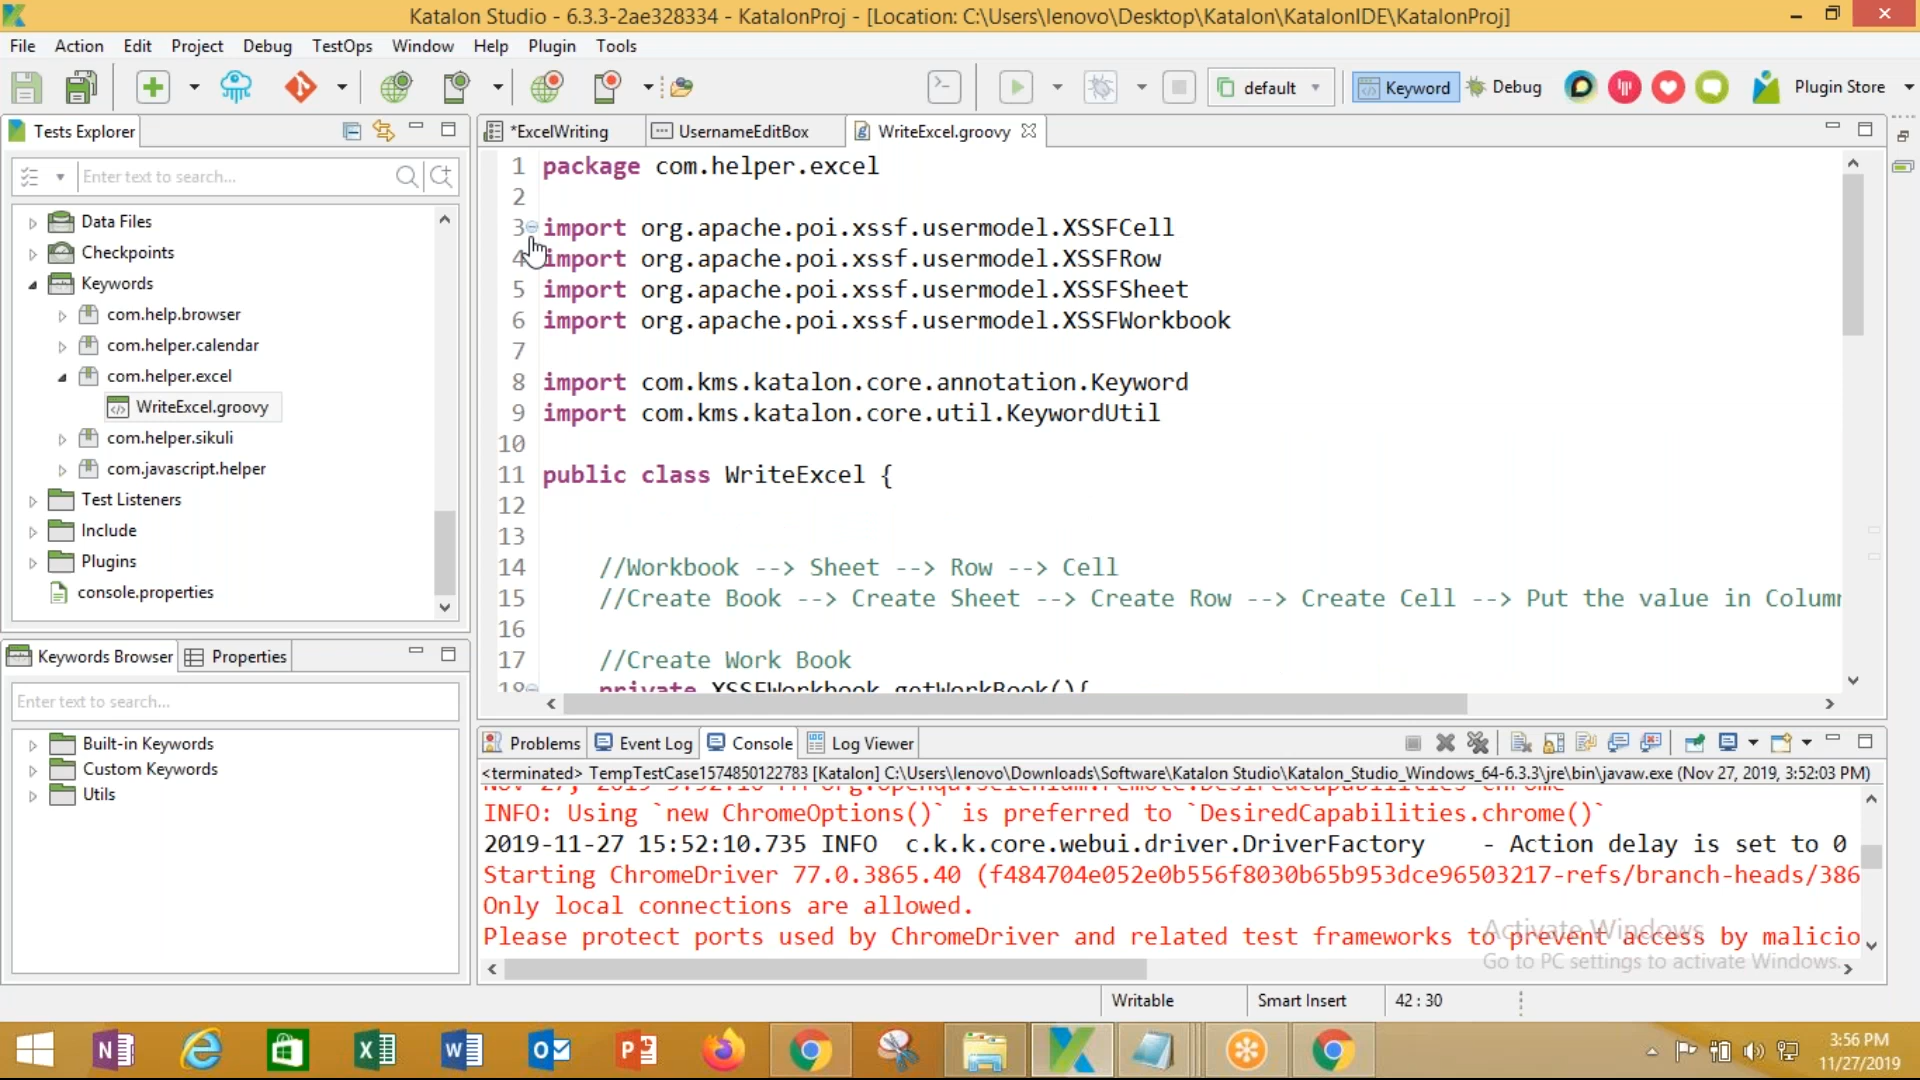 Katalon Studio - 6.3.3-2ae328334 - KatalonProj - [Location: C:\Users\lenovo\Desktop\Katalon\KatalonIDE\KatalonProj]
File Action Edit Project Debug TestOps Window Help Plugin Tools
default
Keyword
Debug
Plugin Store
Tests Explorer
Enter text to search...
Data Files
Checkpoints
Keywords
com.help.browser
com.helper.calendar
com.helper.excel
WriteExcel.groovy
com.helper.sikuli
com.javascript.helper
Test Listeners
Include
Plugins
console.properties
Keywords Browser
Properties
Enter text to search...
Built-in Keywords
Custom Keywords
Utils
*ExcelWriting
UsernameEditBox
WriteExcel.groovy
1 package com.helper.excel
2
3 import org.apache.poi.xssf.usermodel.XSSFCell
4 import org.apache.poi.xssf.usermodel.XSSFRow
5 import org.apache.poi.xssf.usermodel.XSSFSheet
6 import org.apache.poi.xssf.usermodel.XSSFWorkbook
7
8 import com.kms.katalon.core.annotation.Keyword
9 import com.kms.katalon.core.util.KeywordUtil
10
11 public class WriteExcel {
12
13
14 //Workbook --> Sheet --> Row --> Cell
15 //Create Book --> Create Sheet --> Create Row --> Create Cell --> Put the value in Column
16
17 //Create Work Book
18 private XSSFWorkbook getWorkBook(){
Problems
Event Log
Console
Log Viewer
<terminated> TempTestCase1574850122783 [Katalon] C:\Users\lenovo\Downloads\Software\Katalon Studio\Katalon_Studio_Windows_64-6.3.3\jre\bin\javaw.exe (Nov 27, 2019, 3:52:03 PM)
INFO: Using `new ChromeOptions()` is preferred to `DesiredCapabilities.chrome()`
2019-11-27 15:52:10.735 INFO c.k.k.core.webui.driver.DriverFactory - Action delay is set to 0
Starting ChromeDriver 77.0.3865.40 (f484704e052e0b556f8030b65b953dce96503217-refs/branch-heads/386
Only local connections are allowed.
Please protect ports used by ChromeDriver and related test frameworks to prevent access by malicio
Activate Windows
Go to PC settings to activate Windows.
Writable
Smart Insert
42 : 30
3:56 PM
11/27/2019